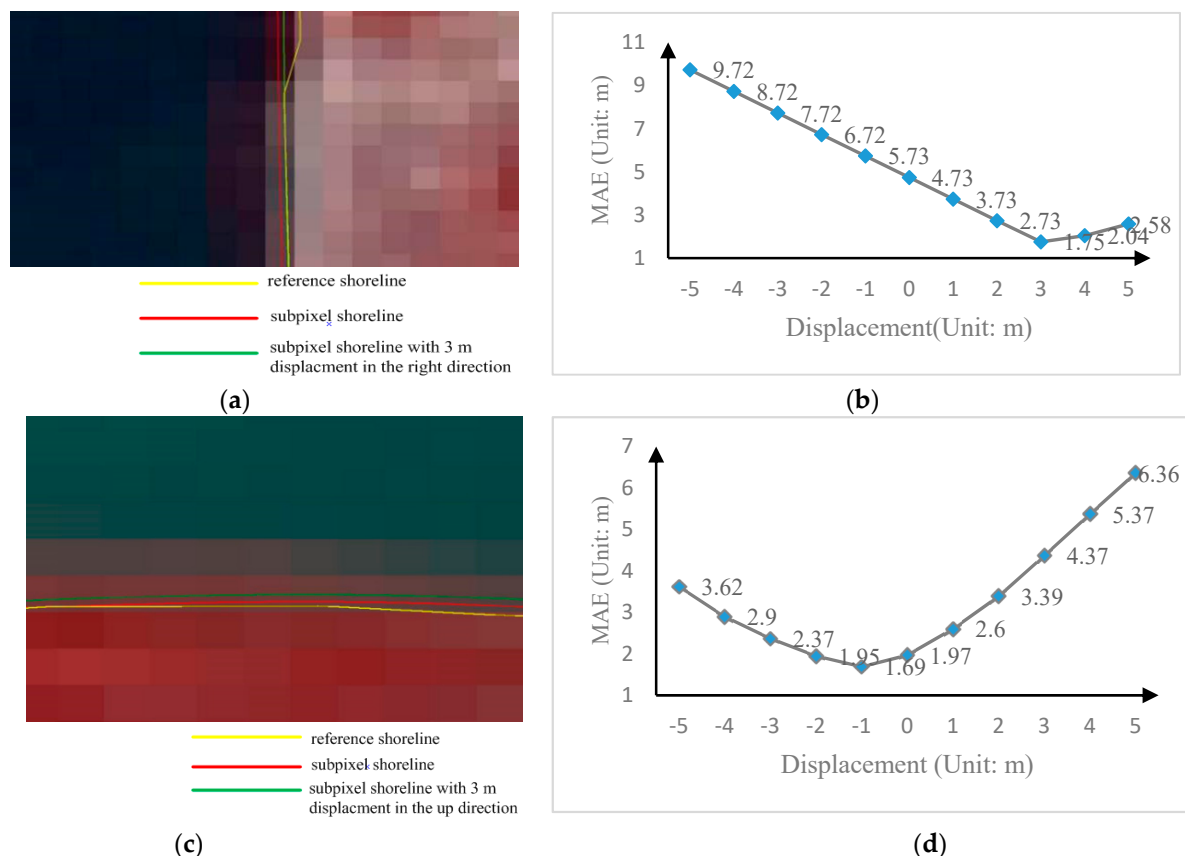 reference shoreline
subpixel shoreline
subpixel shoreline with 3 m
displacment in the right direction
(a)
11
9
7
5
3
1
MAE (Unit: m)
9.72
8.72
7.72
6.72
5.73
4.73
3.73
2.73
1.75
2.04
2.58
-5 -4 -3 -2 -1 0 1 2 3 4 5
Displacement(Unit: m)
(b)
reference shoreline
subpixel shoreline
subpixel shoreline with 3 m
displacment in the up direction
(c)
7
6
5
4
3
2
1
MAE (Unit: m)
3.62
2.9
2.37
1.95
1.69
1.97
2.6
3.39
4.37
5.37
6.36
-5 -4 -3 -2 -1 0 1 2 3 4 5
Displacement (Unit: m)
(d)